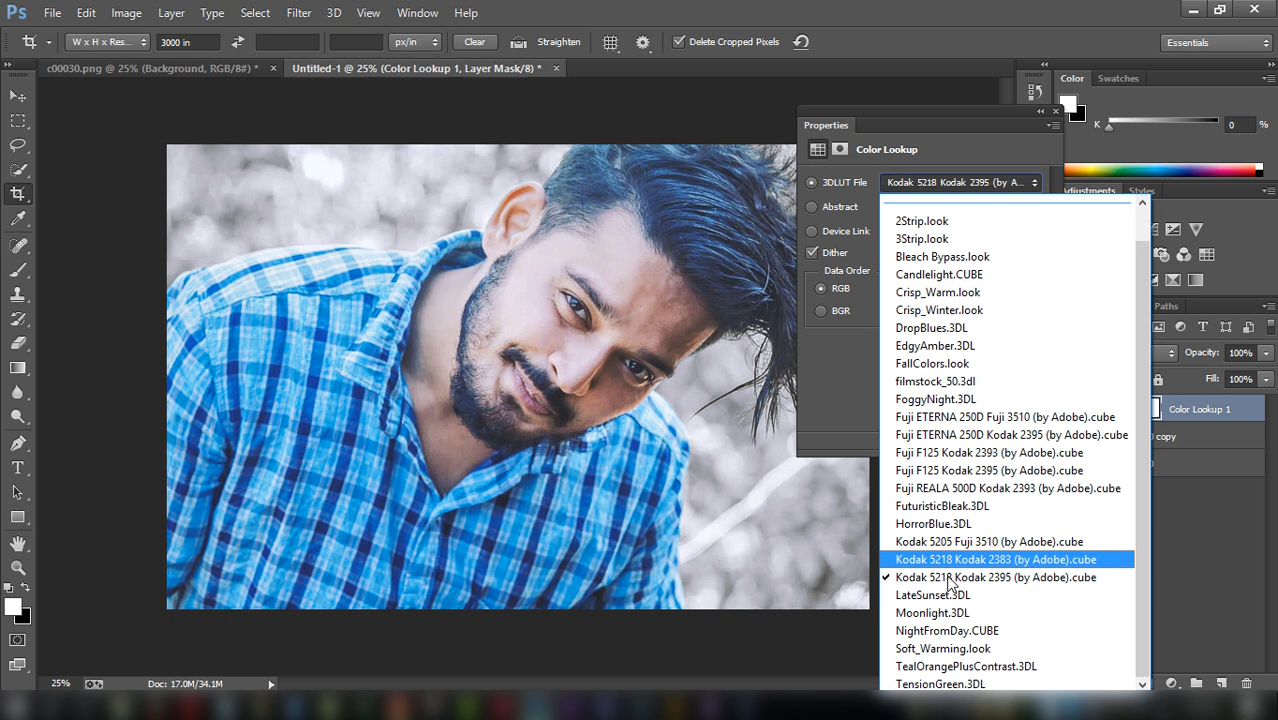 Ps File Edit Image Layer Type Select Filter 3D View Window Help
W x H x Res... 3000 in px/in Clear Straighten Delete Cropped Pixels Essentials
c00030.png @ 25% (Background, RGB/8#) * Untitled-1 @ 25% (Color Lookup 1, Layer Mask/8) *
Color Swatches
K 0 %
Properties
Color Lookup
3DLUT File Kodak 5218 Kodak 2395 (by A...
Abstract
Device Link
Dither
Data Order
RGB
BGR
2Strip.look
3Strip.look
Bleach Bypass.look
Candlelight.CUBE
Crisp_Warm.look
Crisp_Winter.look
DropBlues.3DL
EdgyAmber.3DL
FallColors.look
filmstock_50.3dl
FoggyNight.3DL
Fuji ETERNA 250D Fuji 3510 (by Adobe).cube
Fuji ETERNA 250D Kodak 2395 (by Adobe).cube
Fuji F125 Kodak 2393 (by Adobe).cube
Fuji F125 Kodak 2395 (by Adobe).cube
Fuji REALA 500D Kodak 2393 (by Adobe).cube
FuturisticBleak.3DL
HorrorBlue.3DL
Kodak 5205 Fuji 3510 (by Adobe).cube
Kodak 5218 Kodak 2383 (by Adobe).cube
Kodak 5218 Kodak 2395 (by Adobe).cube
LateSunset.3DL
Moonlight.3DL
NightFromDay.CUBE
Soft_Warming.look
TealOrangePlusContrast.3DL
TensionGreen.3DL
Adjustments Styles
Paths
Opacity: 100%
Fill: 100%
Color Lookup 1
copy
25% Doc: 17.0M/34.1M